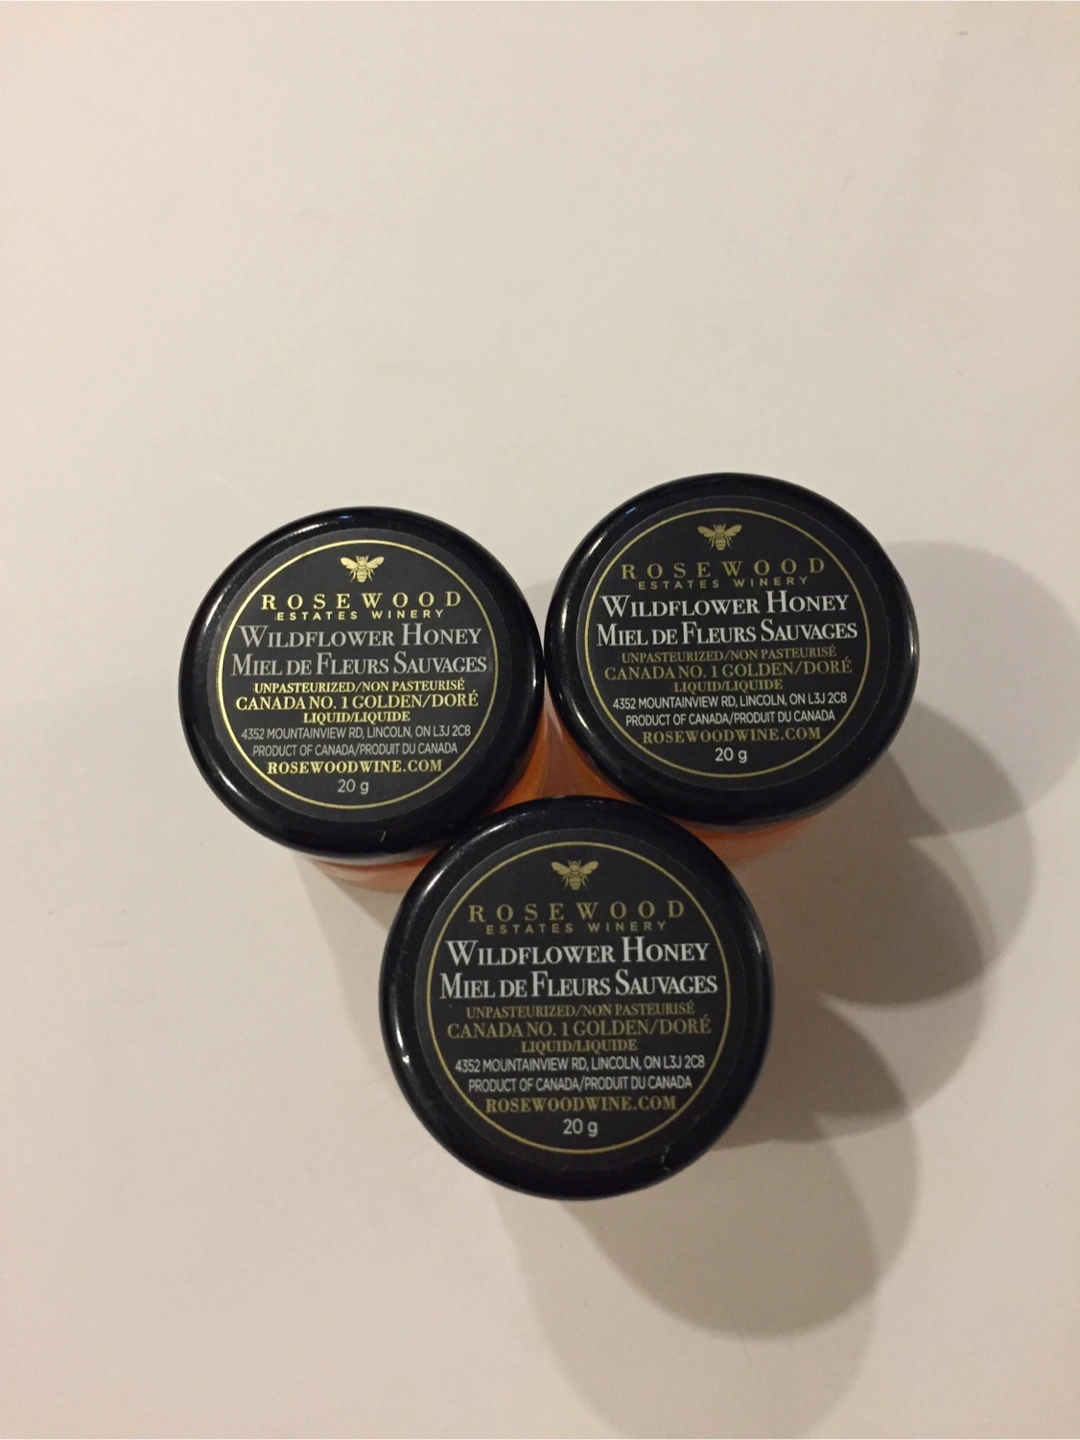 ROSEWOOD
ESTATES WINERY
WILDFLOWER HONEY
MIEL DE FLEURS SAUVAGES
UNPASTEURIZED/NON PASTEURISÉ
CANADA NO. 1 GOLDEN/DORÉ
LIQUID/LIQUIDE
4352 MOUNTAINVIEW RD, LINCOLN, ON L3J 2C8
PRODUCT OF CANADA/PRODUIT DU CANADA
ROSEWOODWINE.COM
20 g
ROSEWOOD
ESTATES WINERY
WILDFLOWER HONEY
MIEL DE FLEURS SAUVAGES
UNPASTEURIZED/NON PASTEURISÉ
CANADA NO. 1 GOLDEN/DORÉ
LIQUID/LIQUIDE
4352 MOUNTAINVIEW RD, LINCOLN, ON L3J 2C8
PRODUCT OF CANADA/PRODUIT DU CANADA
ROSEWOODWINE.COM
20 g
ROSEWOOD
ESTATES WINERY
WILDFLOWER HONEY
MIEL DE FLEURS SAUVAGES
UNPASTEURIZED/NON PASTEURISÉ
CANADA NO. 1 GOLDEN/DORÉ
LIQUID/LIQUIDE
4352 MOUNTAINVIEW RD, LINCOLN, ON L3J 2C8
PRODUCT OF CANADA/PRODUIT DU CANADA
ROSEWOODWINE.COM
20 g